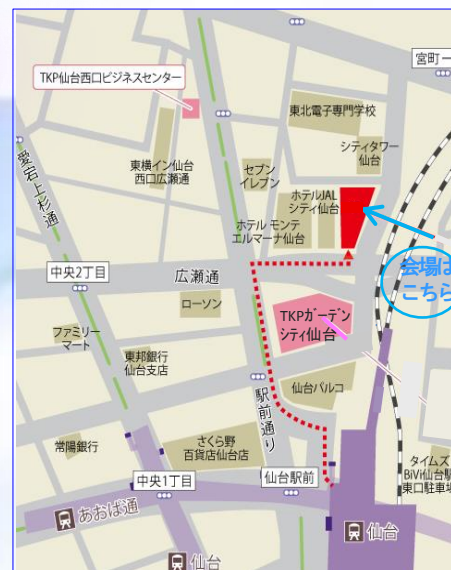 宮町一
TKP仙台西口ビジネスセンター
東北電子専門学校
シティタワー
仙台
愛宕上杉通
東横イン仙台
西口広瀬通
セブン
イレブン
ホテルJAL
シティ仙台
ホテル モンテ
エルマーナ仙台
会場は
こちら
中央2丁目
広瀬通
ローソン
TKPガーデン
シティ仙台
ファミリー
マート
東邦銀行
仙台支店
駅前通り
仙台パルコ
常陽銀行
さくら野
百貨店仙台店
中央1丁目
仙台駅前
タイムズ
BiVi仙台駅
東口駐車場
あおば通
仙台
仙台